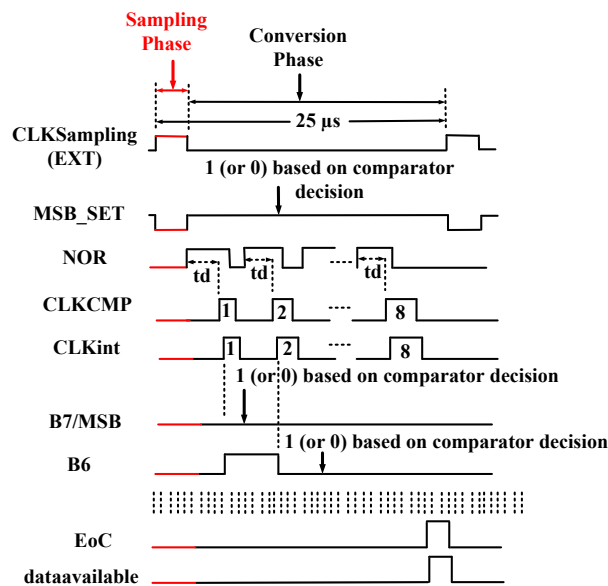 Sampling
Phase
Conversion
Phase
25 µs
CLKSampling
(EXT)
1 (or 0) based on comparator
decision
MSB_SET
NOR
td
td
td
CLKCMP
1
2
8
CLKint
1
2
8
1 (or 0) based on comparator decision
B7/MSB
1 (or 0) based on comparator decision
B6
EoC
dataavailable